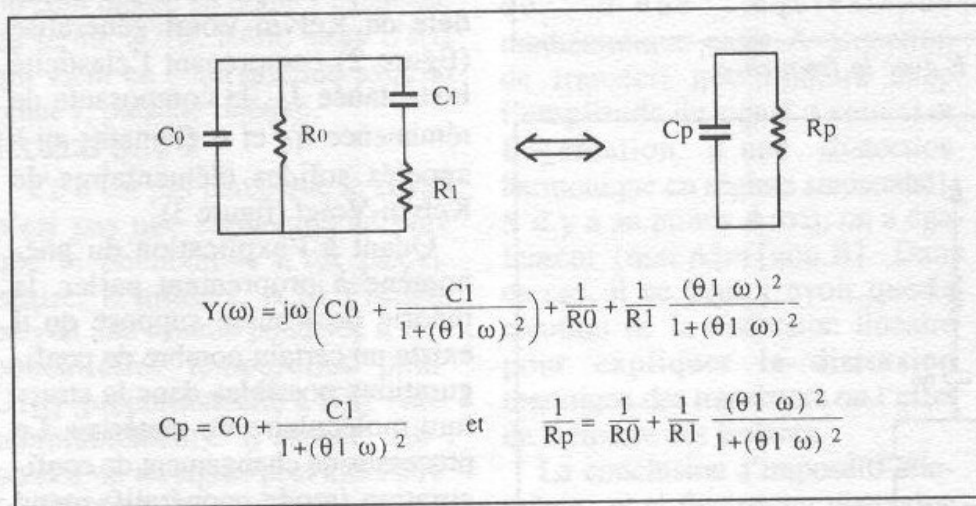 C0
R0
C1
R1
Cp
Rp
Y(ω) = jω(C0 + C1/(1+(θ1 ω)²)) + 1/R0 + 1/R1 (θ1 ω)²/(1+(θ1 ω)²)
Cp = C0 + C1/(1+(θ1 ω)²) et 1/Rp = 1/R0 + 1/R1 (θ1 ω)²/(1+(θ1 ω)²)